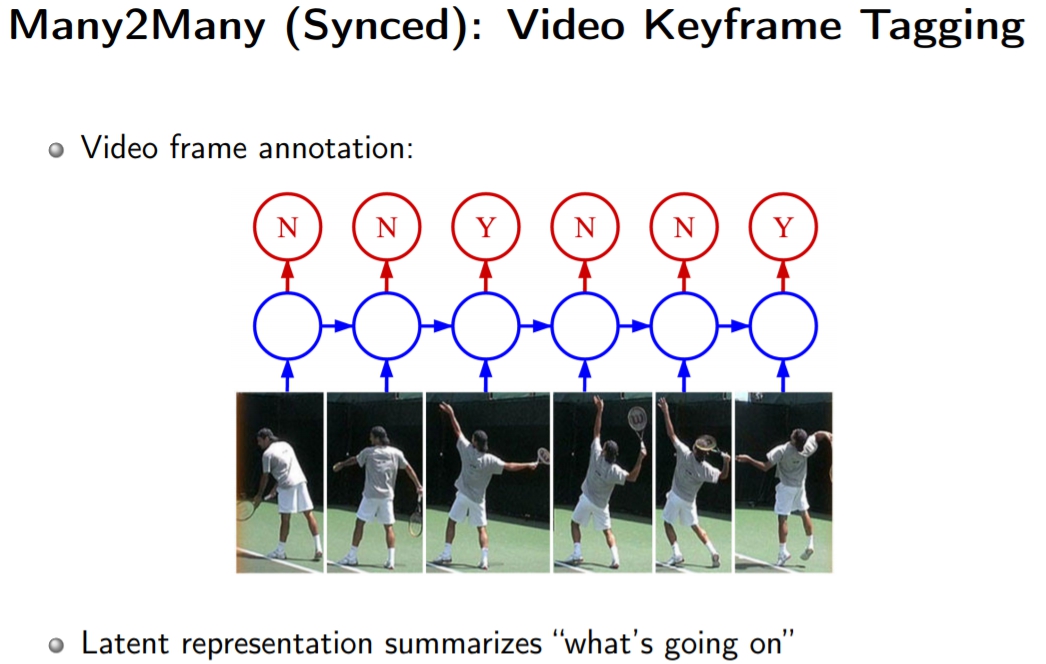 Many2Many (Synced): Video Keyframe Tagging
Video frame annotation:
N N Y N N Y
W
Latent representation summarizes “what's going on”